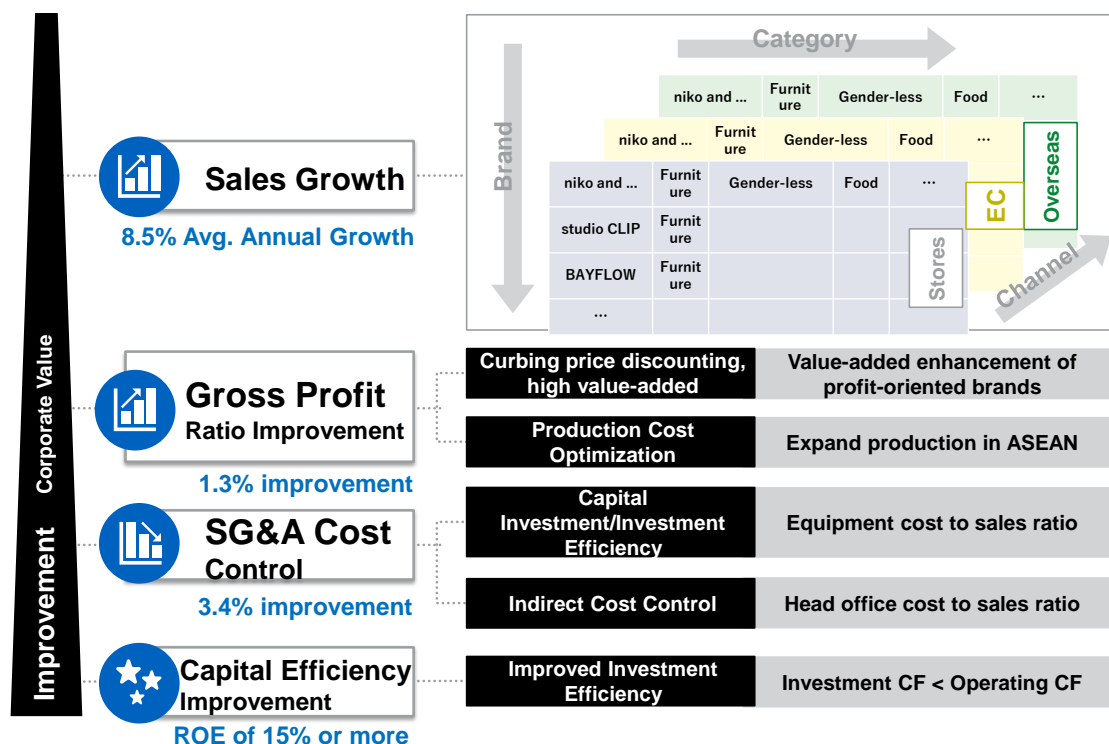 Improvement Corporate Value
Sales Growth
8.5% Avg. Annual Growth
Category
Brand
Channel
niko and ... Furnit Gender-less Food ...
ure
Overseas
niko and ... Furnit Gender-less Food ...
ure
EC
niko and ... Furnit Gender-less Food ...
ure
studio CLIP Furnit
ure
BAYFLOW Furnit
ure
...
Stores
Gross Profit
Ratio Improvement
1.3% improvement
Curbing price discounting,
high value-added
Value-added enhancement of
profit-oriented brands
Production Cost
Optimization
Expand production in ASEAN
SG&A Cost
Control
3.4% improvement
Capital
Investment/Investment
Efficiency
Equipment cost to sales ratio
Indirect Cost Control
Head office cost to sales ratio
Capital Efficiency
Improvement
ROE of 15% or more
Improved Investment
Efficiency
Investment CF < Operating CF